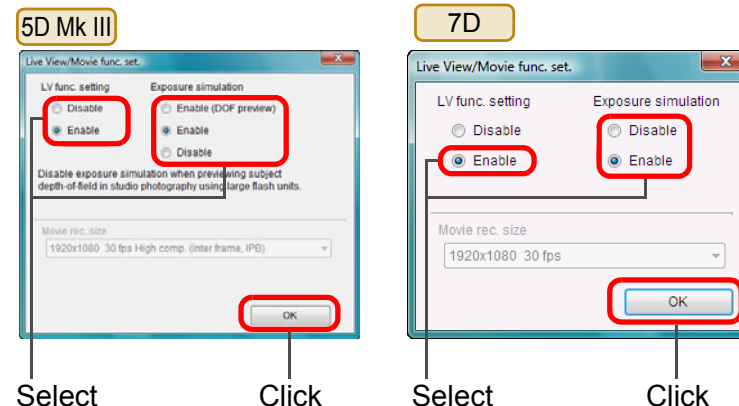 5D Mk III
Live View/Movie func. set.
LV func. setting Exposure simulation
Disable Enable (DOF preview)
Enable Enable
Disable
Disable exposure simulation when previewing subject
depth-of-field in studio photography using large flash units.
Movie rec. size
1920x1080 30 fps High comp. (inter frame, IPB)
OK
Select Click
7D
Live View/Movie func. set.
LV func. setting Exposure simulation
Disable Disable
Enable Enable
Movie rec. size
1920x1080 30 fps
OK
Select Click